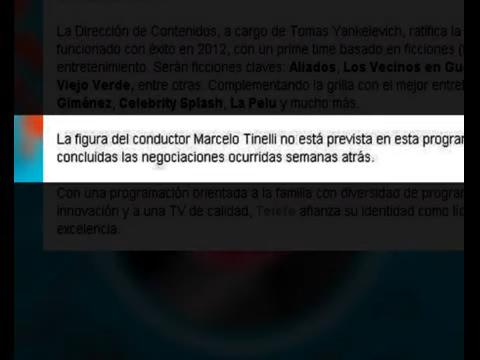 La Dirección de Contenidos, a cargo de Tomas Yankelevich, ratifica la
funcionado con éxito en 2012, con un prime time basado en ficciones (
entretenimiento. Serán ficciones claves: Aliados, Los Vecinos en Gu
Viejo Verde, entre otras. Complementando la grilla con el mejor entre
Giménez, Celebrity Splash, La Pelu y mucho más.
La figura del conductor Marcelo Tinelli no está prevista en esta progra
concluidas las negociaciones ocurridas semanas atrás.
Con una programación orientada a la familia con diversidad de progra
innovación y a una TV de calidad, Telefe afianza su identidad como líd
excelencia.